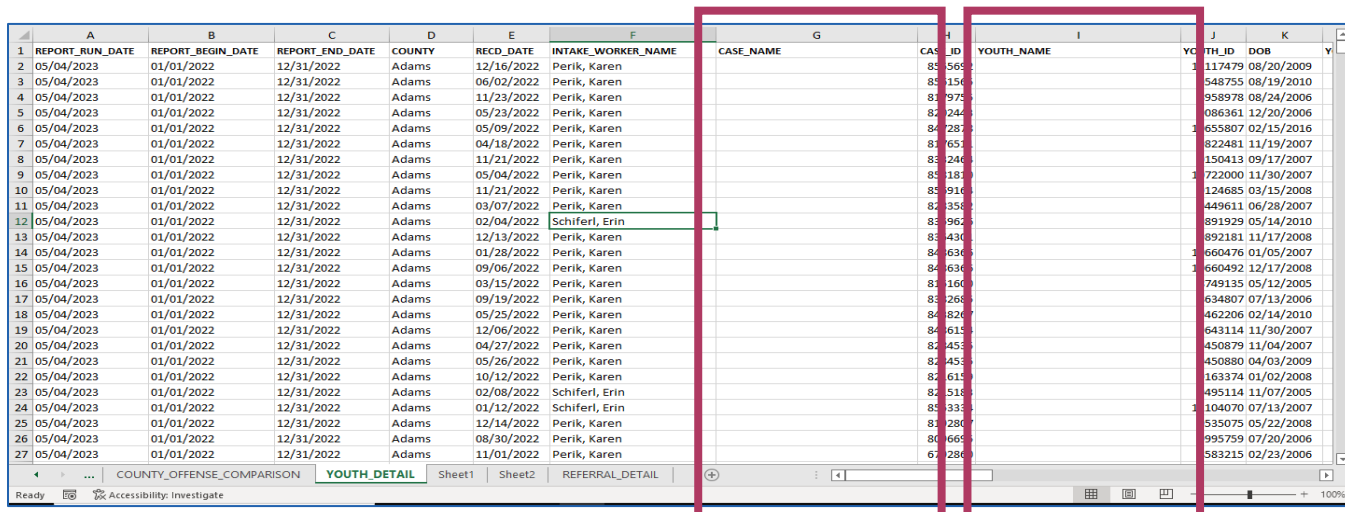 A B C D E F G H I J K
1 REPORT_RUN_DATE REPORT_BEGIN_DATE REPORT_END_DATE COUNTY RECD_DATE INTAKE_WORKER_NAME CASE_NAME CASE_ID YOUTH_NAME YOUTH_ID DOB
2 05/04/2023 01/01/2022 12/31/2022 Adams 12/16/2022 Perik, Karen 08/20/2009
3 05/04/2023 01/01/2022 12/31/2022 Adams 06/02/2022 Perik, Karen 08/19/2010
4 05/04/2023 01/01/2022 12/31/2022 Adams 11/23/2022 Perik, Karen 08/24/2006
5 05/04/2023 01/01/2022 12/31/2022 Adams 05/23/2022 Perik, Karen 12/20/2006
6 05/04/2023 01/01/2022 12/31/2022 Adams 05/09/2022 Perik, Karen 02/15/2016
7 05/04/2023 01/01/2022 12/31/2022 Adams 04/18/2022 Perik, Karen 11/19/2007
8 05/04/2023 01/01/2022 12/31/2022 Adams 11/21/2022 Perik, Karen 09/17/2007
9 05/04/2023 01/01/2022 12/31/2022 Adams 05/04/2022 Perik, Karen 11/30/2007
10 05/04/2023 01/01/2022 12/31/2022 Adams 11/21/2022 Perik, Karen 03/15/2008
11 05/04/2023 01/01/2022 12/31/2022 Adams 03/07/2022 Perik, Karen 06/28/2007
12 05/04/2023 01/01/2022 12/31/2022 Adams 02/04/2022 Schiferl, Erin 05/14/2010
13 05/04/2023 01/01/2022 12/31/2022 Adams 12/13/2022 Perik, Karen 11/17/2008
14 05/04/2023 01/01/2022 12/31/2022 Adams 01/28/2022 Perik, Karen 01/05/2007
15 05/04/2023 01/01/2022 12/31/2022 Adams 09/06/2022 Perik, Karen 12/17/2008
16 05/04/2023 01/01/2022 12/31/2022 Adams 03/15/2022 Perik, Karen 05/12/2005
17 05/04/2023 01/01/2022 12/31/2022 Adams 09/19/2022 Perik, Karen 07/13/2006
18 05/04/2023 01/01/2022 12/31/2022 Adams 05/25/2022 Perik, Karen 02/14/2010
19 05/04/2023 01/01/2022 12/31/2022 Adams 12/06/2022 Perik, Karen 11/30/2007
20 05/04/2023 01/01/2022 12/31/2022 Adams 04/27/2022 Perik, Karen 11/04/2007
21 05/04/2023 01/01/2022 12/31/2022 Adams 05/26/2022 Perik, Karen 04/03/2009
22 05/04/2023 01/01/2022 12/31/2022 Adams 10/12/2022 Perik, Karen 01/02/2008
23 05/04/2023 01/01/2022 12/31/2022 Adams 02/08/2022 Schiferl, Erin 11/07/2005
24 05/04/2023 01/01/2022 12/31/2022 Adams 01/12/2022 Schiferl, Erin 07/13/2007
25 05/04/2023 01/01/2022 12/31/2022 Adams 12/14/2022 Perik, Karen 05/22/2008
26 05/04/2023 01/01/2022 12/31/2022 Adams 08/30/2022 Perik, Karen 07/20/2006
27 05/04/2023 01/01/2022 12/31/2022 Adams 11/01/2022 Perik, Karen 02/23/2006
... COUNTY_OFFENSE_COMPARISON YOUTH_DETAIL Sheet1 Sheet2 REFERRAL_DETAIL
Ready Accessibility: Investigate 100%